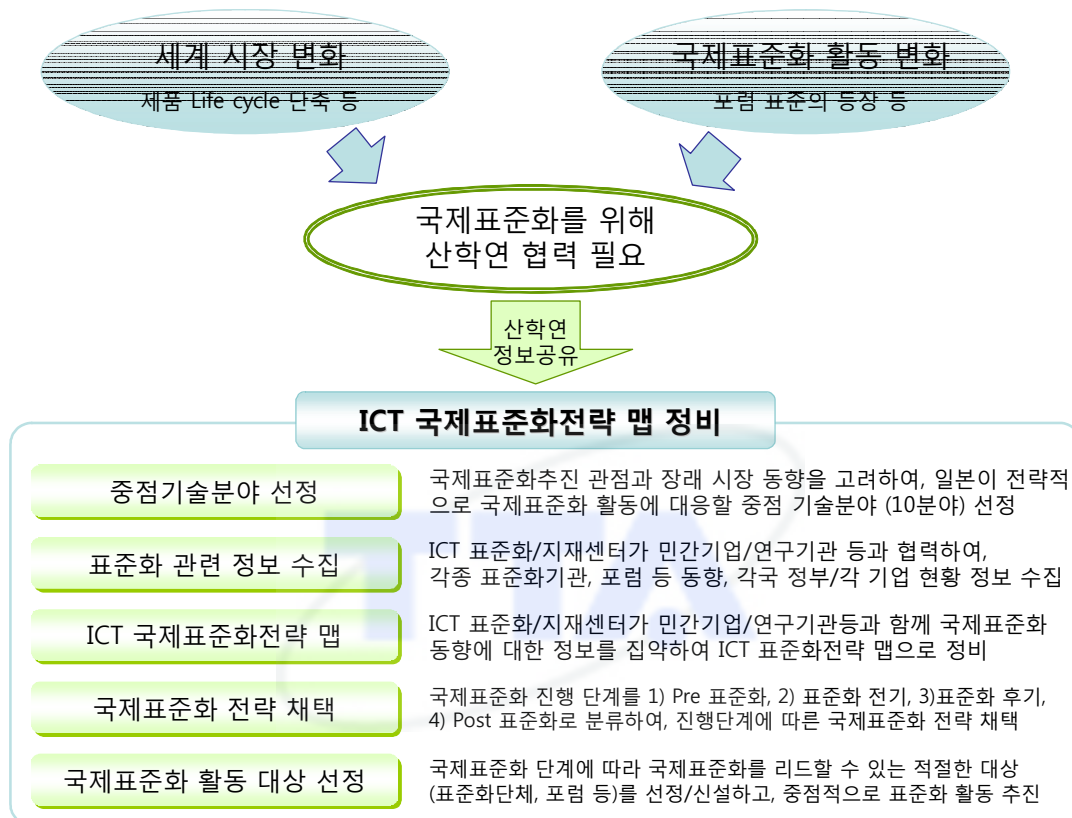 세계 시장 변화
제품 Life cycle 단축 등
국제표준화 활동 변화
포럼 표준의 등장 등
국제표준화를 위해
산학연 협력 필요
산학연
정보공유
ICT 국제표준화전략 맵 정비
중점기술분야 선정
국제표준화추진 관점과 장래 시장 동향을 고려하여, 일본이 전략적
으로 국제표준화 활동에 대응할 중점 기술분야 (10분야) 선정
표준화 관련 정보 수집
ICT 표준화/지재센터가 민간기업/연구기관 등과 협력하여,
각종 표준화기관, 포럼 등 동향, 각국 정부/각 기업 현황 정보 수집
ICT 국제표준화전략 맵
ICT 표준화/지재센터가 민간기업/연구기관등과 함께 국제표준화
동향에 대한 정보를 집약하여 ICT 표준화전략 맵으로 정비
국제표준화 전략 채택
국제표준화 진행 단계를 1) Pre 표준화, 2) 표준화 전기, 3)표준화 후기,
4) Post 표준화로 분류하여, 진행단계에 따른 국제표준화 전략 채택
국제표준화 활동 대상 선정
국제표준화 단계에 따라 국제표준화를 리드할 수 있는 적절한 대상
(표준화단체, 포럼 등)를 선정/신설하고, 중점적으로 표준화 활동 추진
TTA